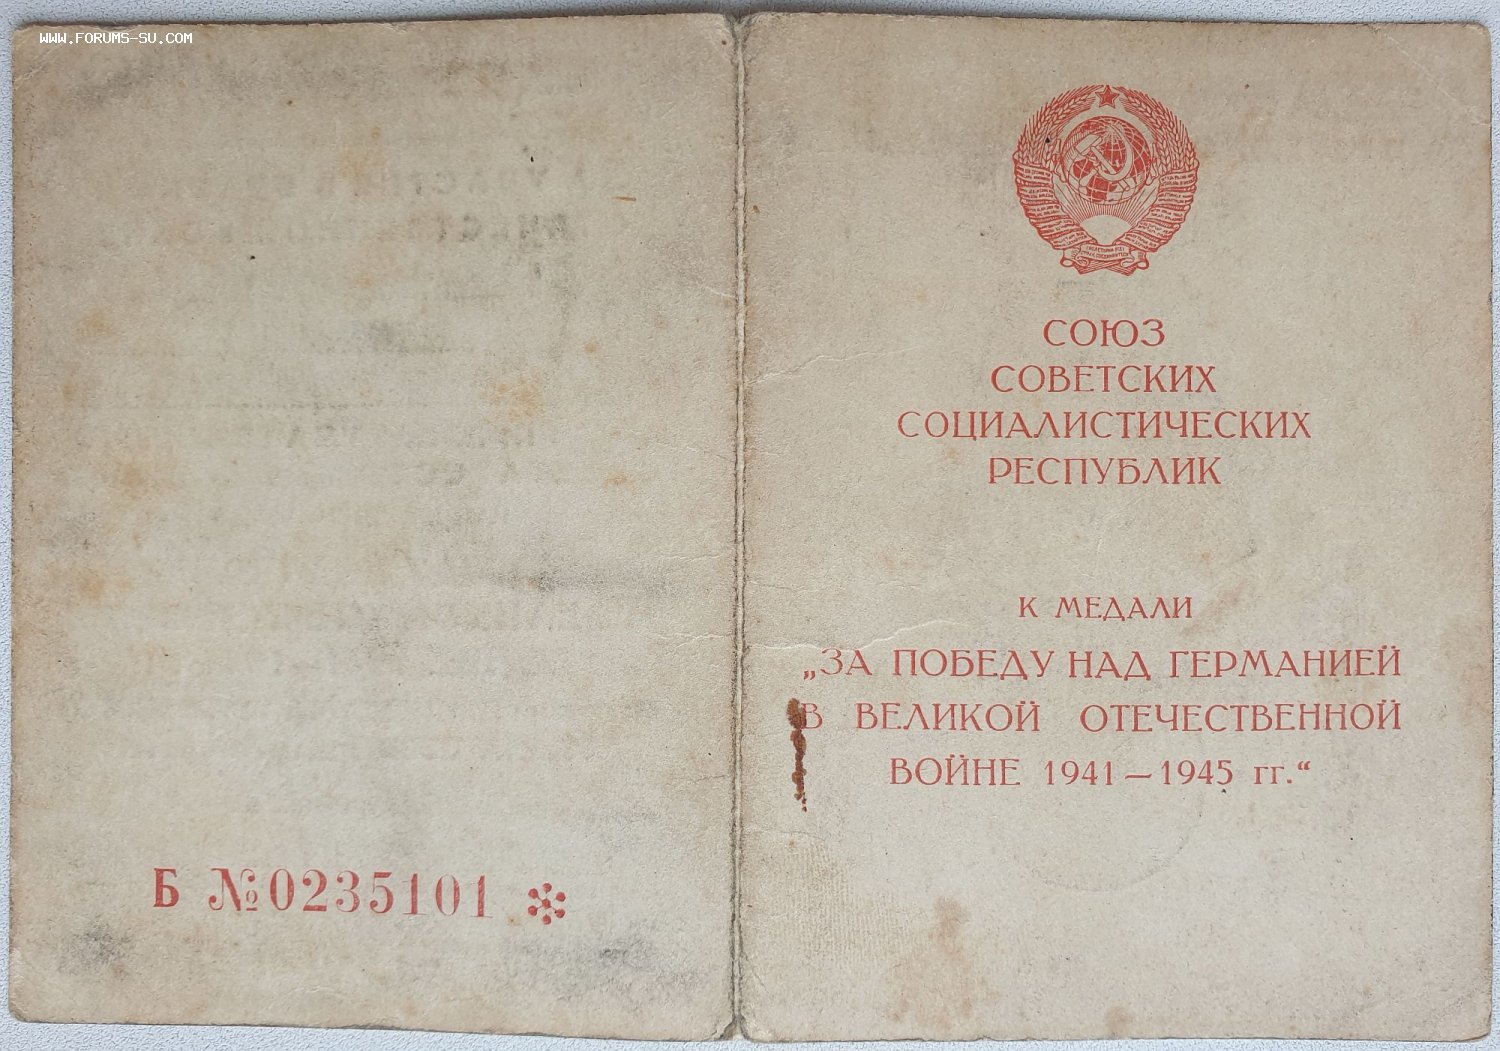 WWW.FORUMS-SU.COM
СОЮЗ
СОВЕТСКИХ
СОЦИАЛИСТИЧЕСКИХ
РЕСПУБЛИК
К МЕДАЛИ
„ЗА ПОБЕДУ НАД ГЕРМАНИЕЙ
В ВЕЛИКОЙ ОТЕЧЕСТВЕННОЙ
ВОЙНЕ 1941—1945 гг.“
Б №0235101